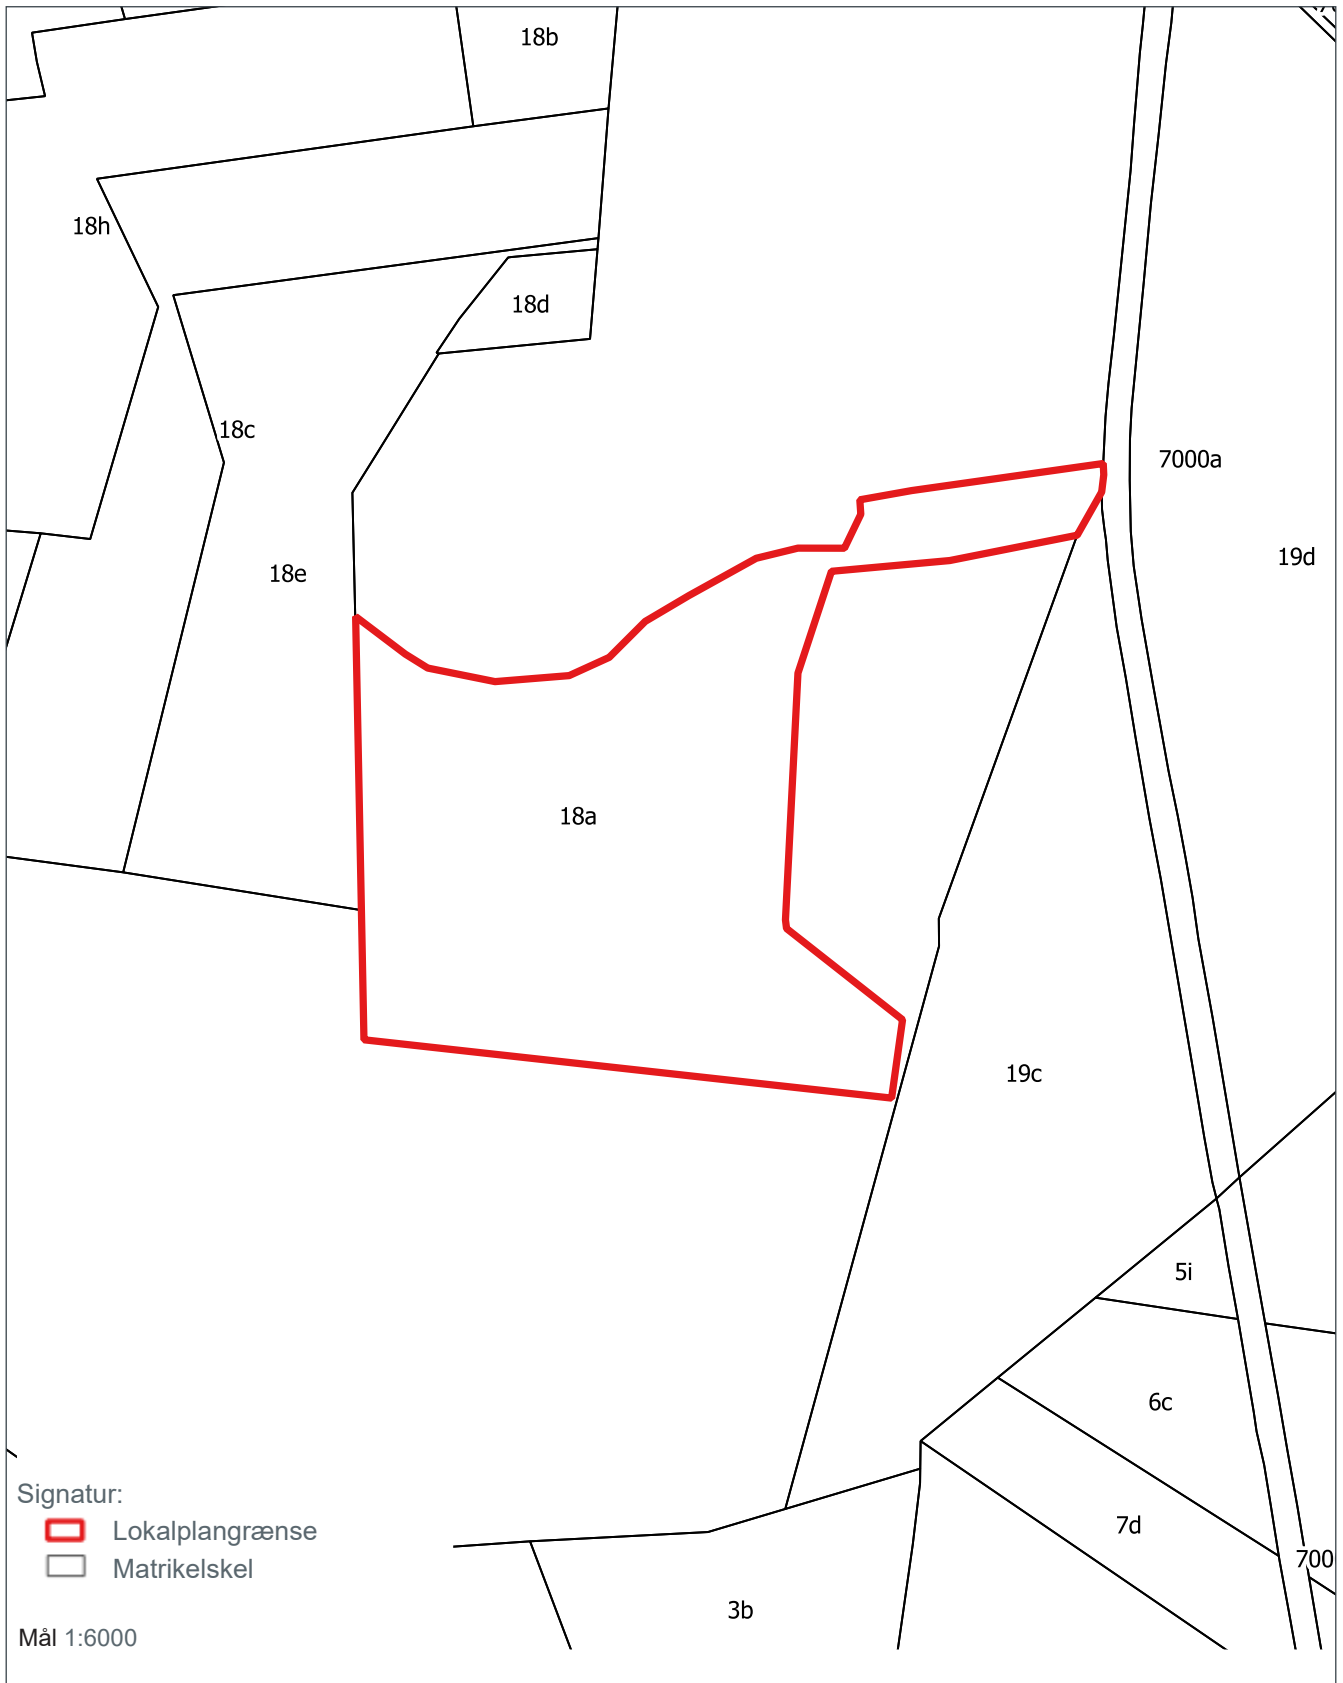 18b
18h
18d
18c
7000a
19d
18e
18a
19c
5i
6c
Signatur:
Lokalplangrænse
7d
700
Matrikelskel
3b
Mål 1:6000